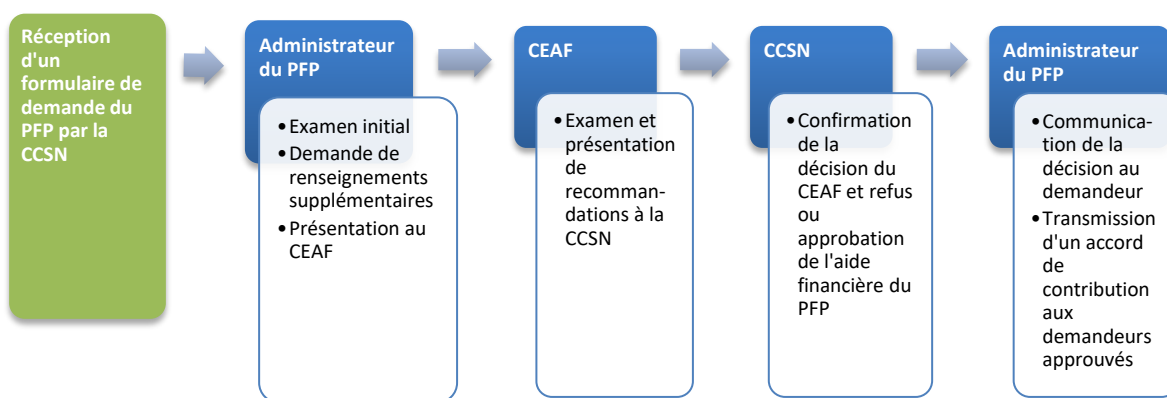 Réception
d'un
formulaire de
demande du
PFP par la
CCSN
Administrateur
du PFP
•Examen initial
•Demande de
renseignements
supplémentaires
•Présentation au
CEAF
CEAF
•Examen et
présentation
de
recomman-
dations à la
CCSN
CCSN
•Confirmation
de la
décision du
CEAF et refus
ou
approbation
de l'aide
financière du
PFP
Administrateur
du PFP
•Communica-
tion de la
décision au
demandeur
•Transmission
d'un accord
de
contribution
aux
demandeurs
approuvés